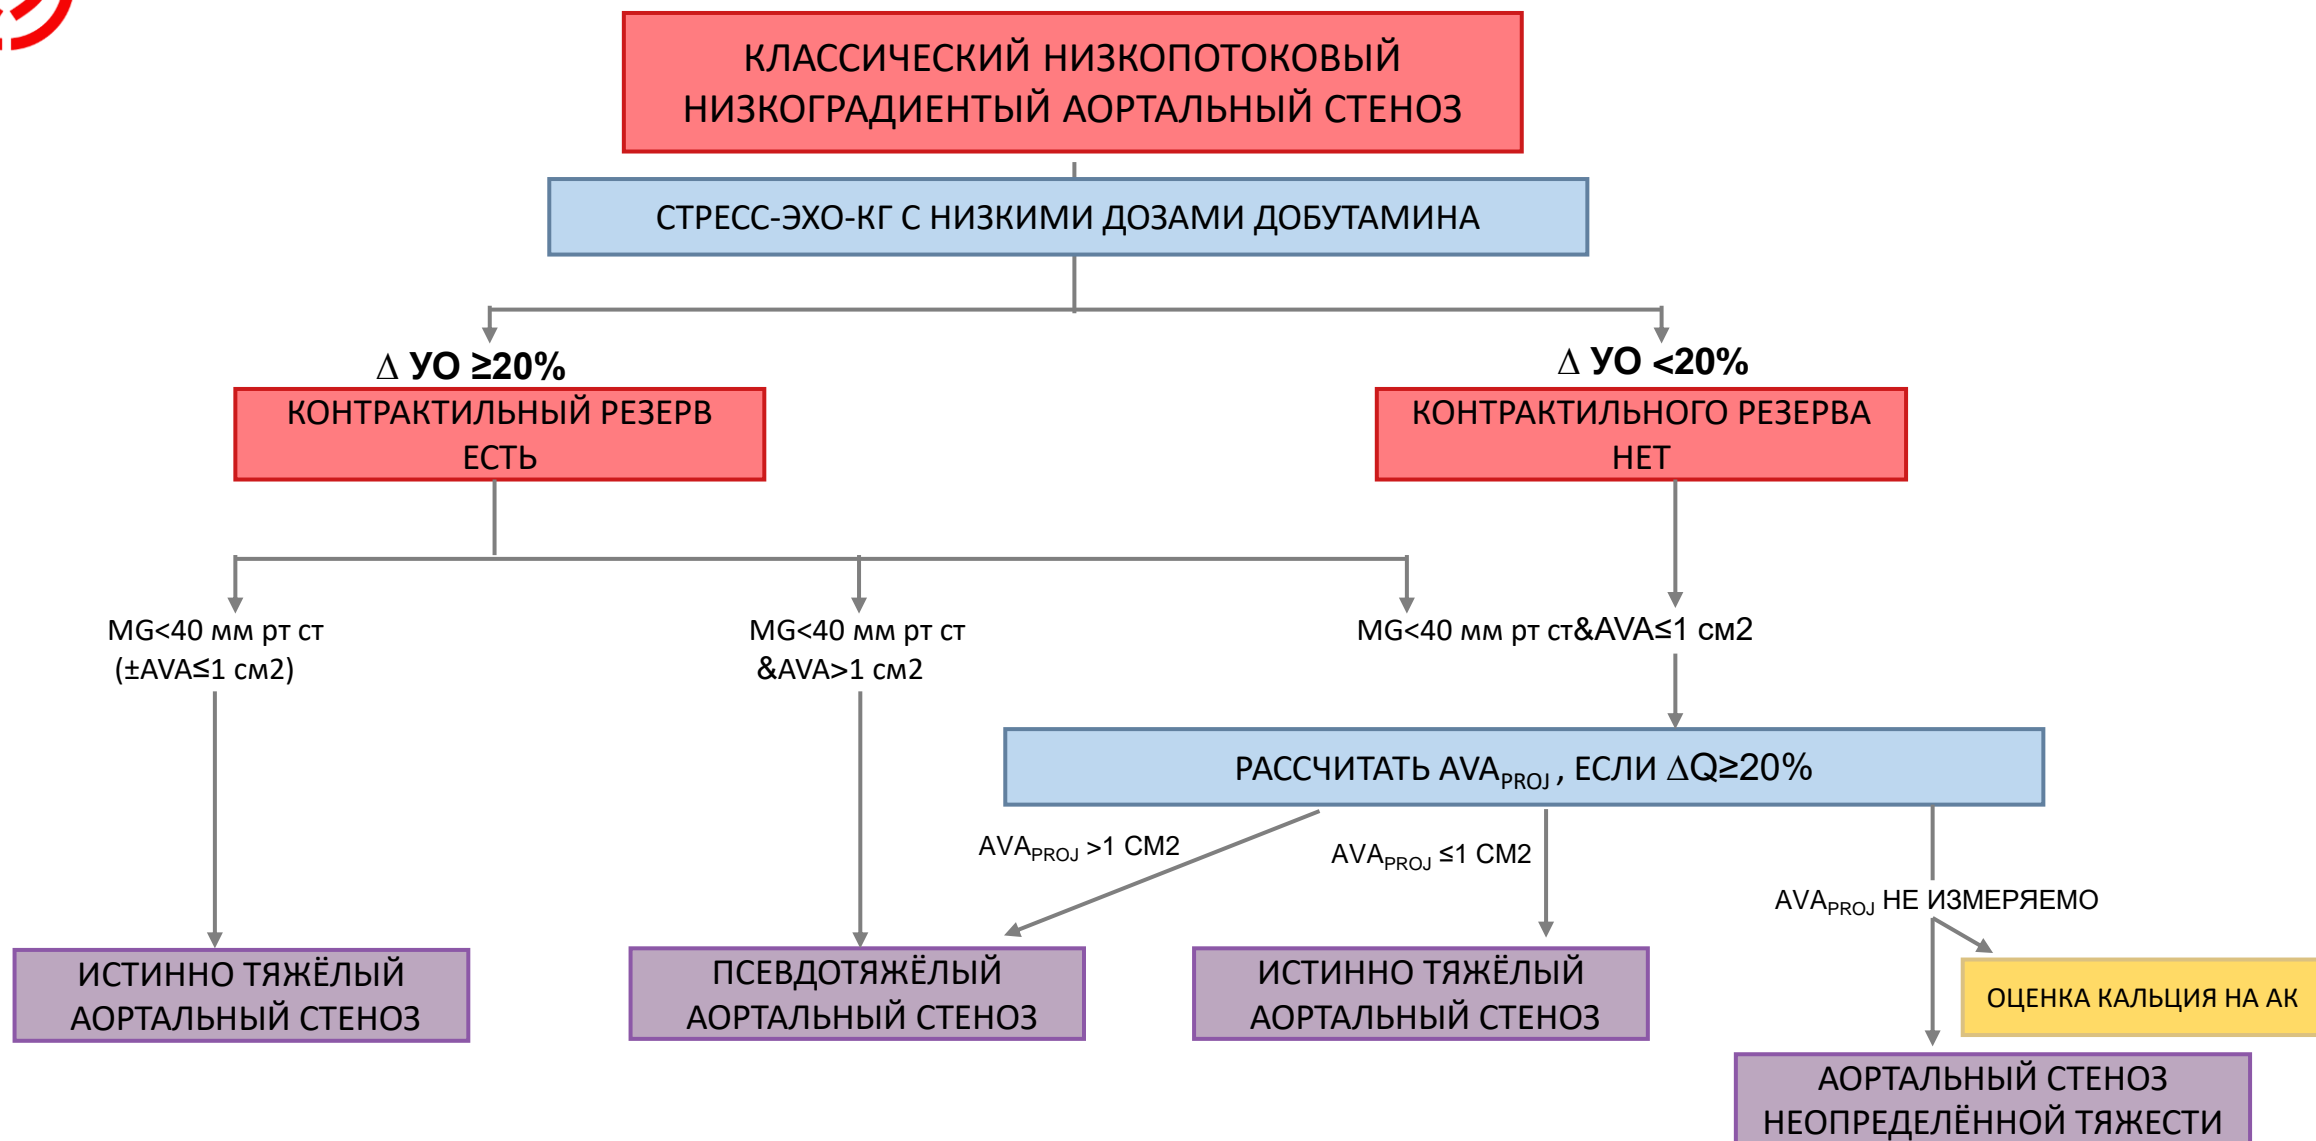 КЛАССИЧЕСКИЙ НИЗКОПОТОКОВЫЙ
НИЗКОГРАДИЕНТЫЙ АОРТАЛЬНЫЙ СТЕНОЗ
СТРЕСС-ЭХО-КГ С НИЗКИМИ ДОЗАМИ ДОБУТАМИНА
Δ УО ≥20%
КОНТРАКТИЛЬНЫЙ РЕЗЕРВ
ЕСТЬ
Δ УО <20%
КОНТРАКТИЛЬНОГО РЕЗЕРВА
НЕТ
MG<40 мм рт ст
(±AVA≤1 см2)
MG<40 мм рт ст
&AVA>1 см2
MG<40 мм рт ст&AVA≤1 см2
РАССЧИТАТЬ AVAPROJ , ЕСЛИ ΔQ≥20%
AVAPROJ >1 СМ2
AVAPROJ ≤1 СМ2
AVAPROJ НЕ ИЗМЕРЯЕМО
ИСТИННО ТЯЖЁЛЫЙ
АОРТАЛЬНЫЙ СТЕНОЗ
ПСЕВДОТЯЖЁЛЫЙ
АОРТАЛЬНЫЙ СТЕНОЗ
ИСТИННО ТЯЖЁЛЫЙ
АОРТАЛЬНЫЙ СТЕНОЗ
ОЦЕНКА КАЛЬЦИЯ НА АК
АОРТАЛЬНЫЙ СТЕНОЗ
НЕОПРЕДЕЛЁННОЙ ТЯЖЕСТИ